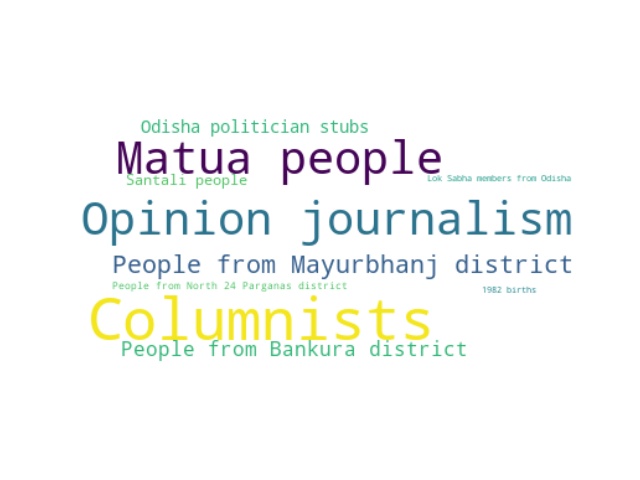 Odisha politician stubs
Matua people
Santali people
Lok Sabha members from Odisha
Opinion journalism
People from Mayurbhanj district
People from North 24 Parganas district
1982 births
Columnists
People from Bankura district